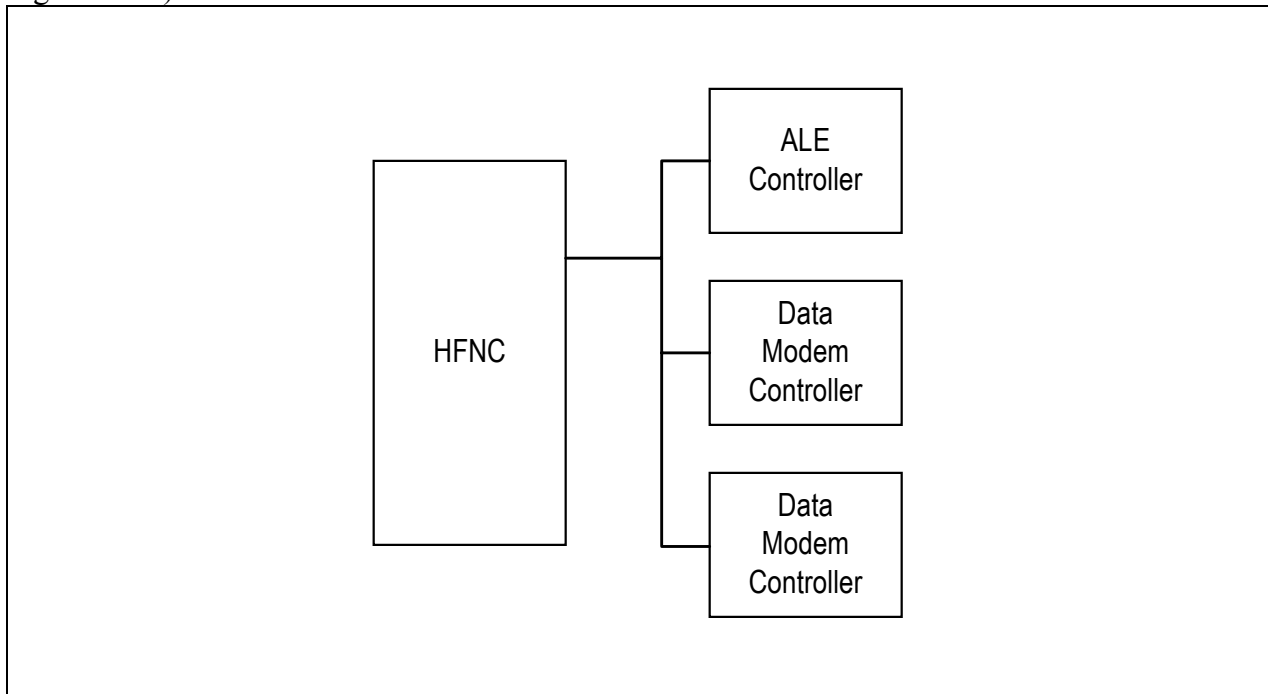 ALE
Controller
HFNC
Data
Modem
Controller
Data
Modem
Controller